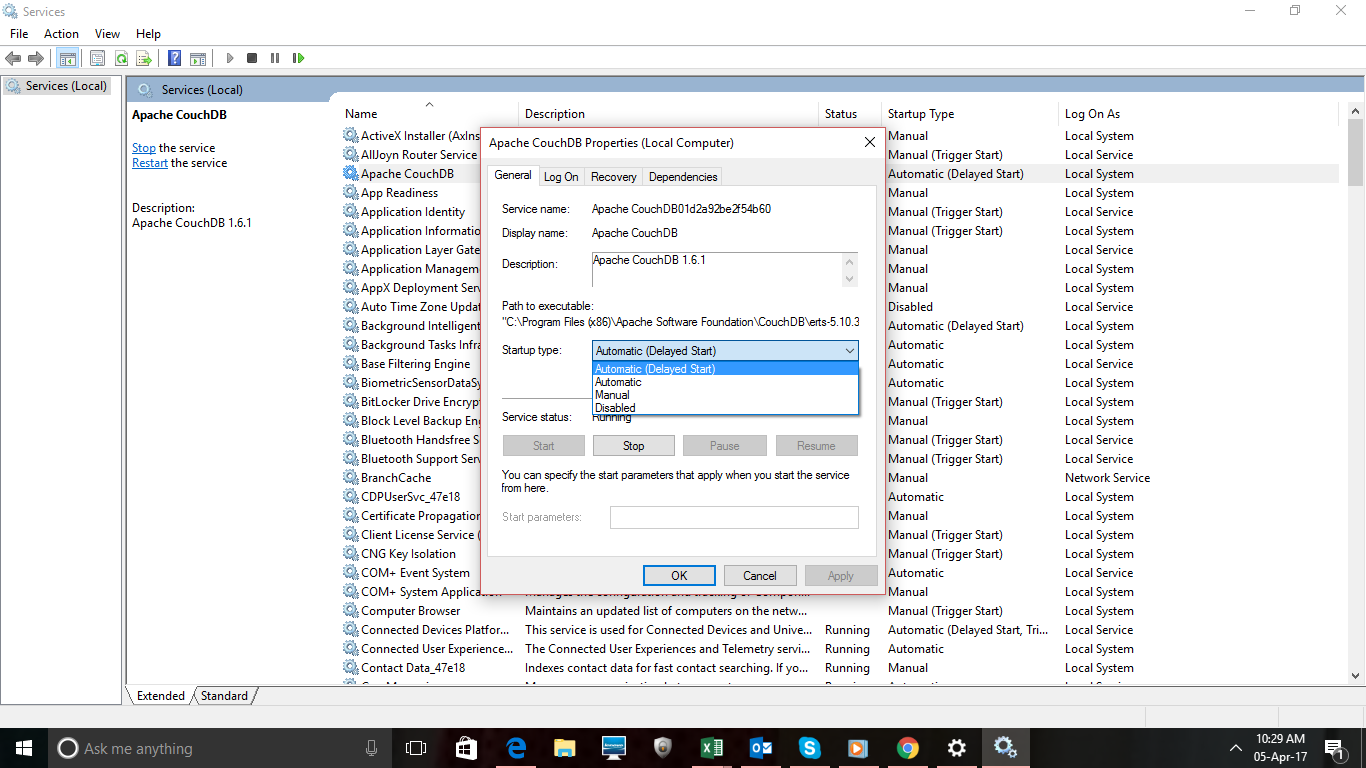 Services
File Action View Help
Services (Local)
Services (Local)
Apache CouchDB
Stop the service
Restart the service
Description:
Apache CouchDB 1.6.1
Name Description Status Startup Type Log On As
ActiveX Installer (AxIns Manual Local System
AllJoyn Router Service Manual (Trigger Start) Local Service
Apache CouchDB Automatic (Delayed Start) Local System
App Readiness Manual Local System
Application Identity Manual (Trigger Start) Local Service
Application Informatio Manual (Trigger Start) Local System
Application Layer Gate Manual Local Service
Application Managem Manual Local System
AppX Deployment Serv Manual Local System
Auto Time Zone Updat Disabled Local Service
Background Intelligent Automatic (Delayed Start) Local System
Background Tasks Infra Automatic Local System
Base Filtering Engine Automatic Local Service
BiometricSensorDataSy Automatic Local System
BitLocker Drive Encryp Manual (Trigger Start) Local System
Block Level Backup Eng Manual Local System
Bluetooth Handsfree S Manual (Trigger Start) Local Service
Bluetooth Support Serv Manual (Trigger Start) Local Service
BranchCache Manual Network Service
CDPUserSvc_47e18 Automatic Local System
Certificate Propagation Manual Local System
Client License Service ( Manual (Trigger Start) Local System
CNG Key Isolation Manual (Trigger Start) Local System
COM+ Event System Automatic Local Service
COM+ System Applicat Manages the configuration and tracking of Compon... Manual Local System
Computer Browser Maintains an updated list of computers on the netw... Manual (Trigger Start) Local System
Connected Devices Platfor... This service is used for Connected Devices and Unive... Running Automatic (Delayed Start, Tri... Local Service
Connected User Experience... The Connected User Experiences and Telemetry servi... Running Automatic Local System
Contact Data_47e18 Indexes contact data for fast contact searching. If yo... Running Manual Local System
Extended Standard
Apache CouchDB Properties (Local Computer)
General Log On Recovery Dependencies
Service name: Apache CouchDB01d2a92be2f54b60
Display name: Apache CouchDB
Description: Apache CouchDB 1.6.1
Path to executable:
"C:\Program Files (x86)\Apache Software Foundation\CouchDB\erts-5.10.3
Startup type: Automatic (Delayed Start)
Automatic (Delayed Start)
Automatic
Manual
Disabled
Service status: Running
Start Stop Pause Resume
You can specify the start parameters that apply when you start the service
from here.
Start parameters:
OK Cancel Apply
Ask me anything
10:29 AM
05-Apr-17
1